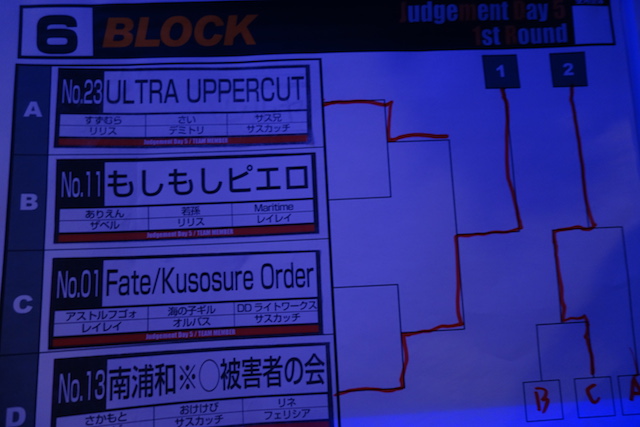 6 BLOCK
Judgement Day 5
1st Round
1 2
A
No.23 ULTRA UPPERCUT
すずむら さい サス兄
リリス デミトリ サスカッチ
Judgement Day 5 / TEAM MEMBER
B
No.11 もしもしピエロ
ありえん 若孫 Maritime
ザベル リリス レイレイ
Judgement Day 5 / TEAM MEMBER
C
No.01 Fate/Kusosure Order
アストルフゴォ 海の子ギル DDライトワークス
レイレイ オルバス サスカッチ
Judgement Day 5 / TEAM MEMBER
D
No.13 南浦和※○被害者の会
さかもと おけけぴ リネ
サスカッチ フェリシア
B C A